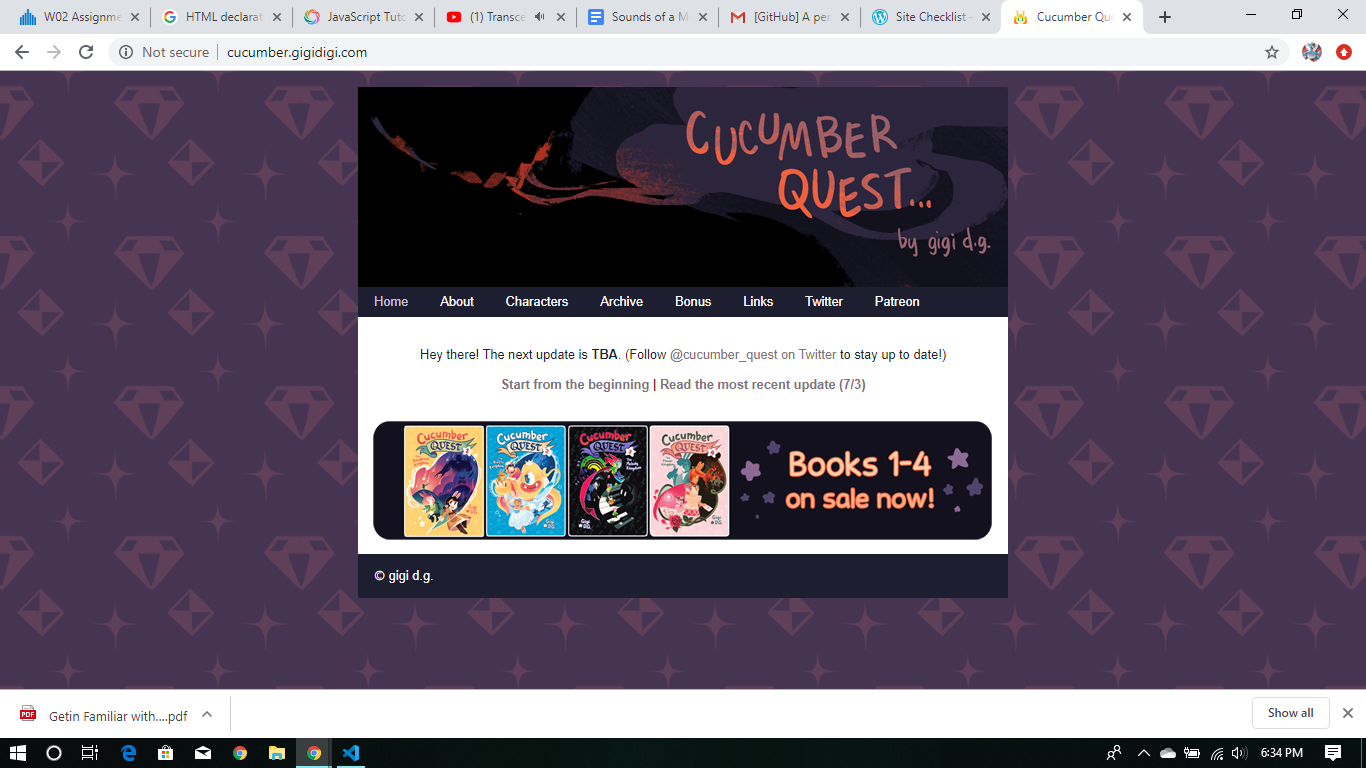 W02 Assignme
HTML declarat
JavaScript Tuto
(1) Transce
Sounds of a M
[GitHub] A per
Site Checklist -
Cucumber Que
Not secure
cucumber.gigidigi.com
CUCUMBER
QUEST...
by gigi d.g.
Home About Characters Archive Bonus Links Twitter Patreon
Hey there! The next update is TBA. (Follow @cucumber_quest on Twitter to stay up to date!)
Start from the beginning | Read the most recent update (7/3)
Cucumber QUEST 1
Cucumber QUEST 2
Cucumber QUEST
Cucumber QUEST
Books 1-4
on sale now!
© gigi d.g.
PDF
Getin Familiar with....pdf
Show all
6:34 PM